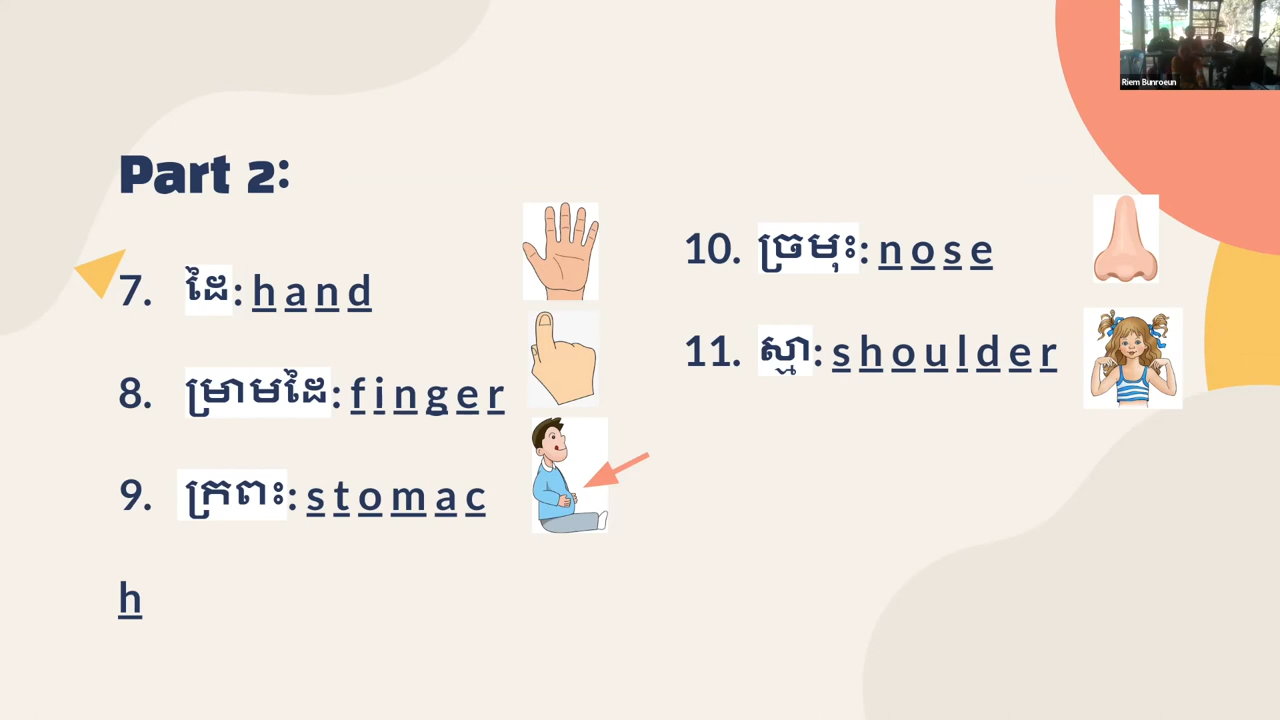 Riem Bunroeun
Part 2:
7. ដៃ: h a n d
8. ម្រាមដៃ: f i n g e r
9. ក្រពះ: s t o m a c
h
10. ច្រមុះ: n o s e
11. ស្មា: s h o u l d e r